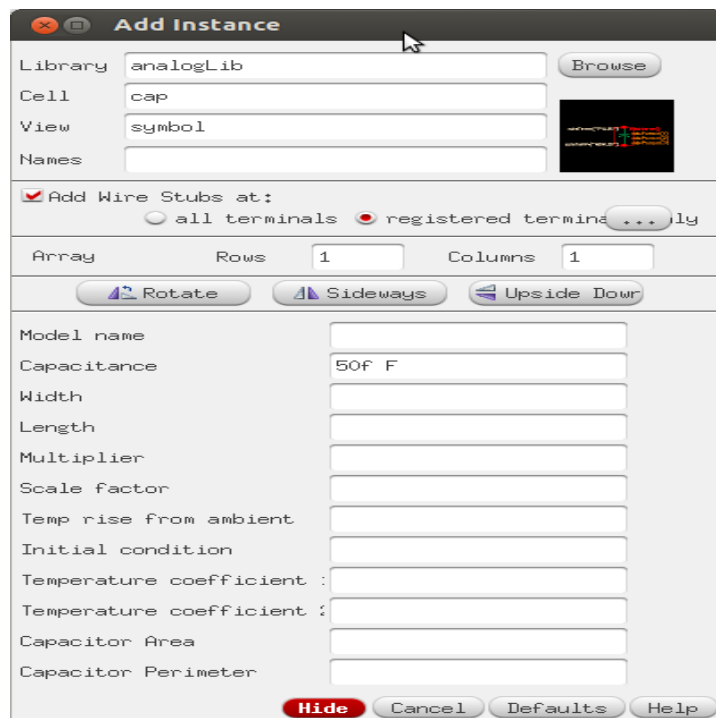 Add Instance
Library analogLib Browse
Cell cap
View symbol
Names
Add Wire Stubs at:
all terminals registered termina ... ly
Array Rows 1 Columns 1
Rotate Sideways Upside Dowr
Model name
Capacitance 50f F
Width
Length
Multiplier
Scale factor
Temp rise from ambient
Initial condition
Temperature coefficient
Temperature coefficient
Capacitor Area
Capacitor Perimeter
Hide Cancel Defaults Help